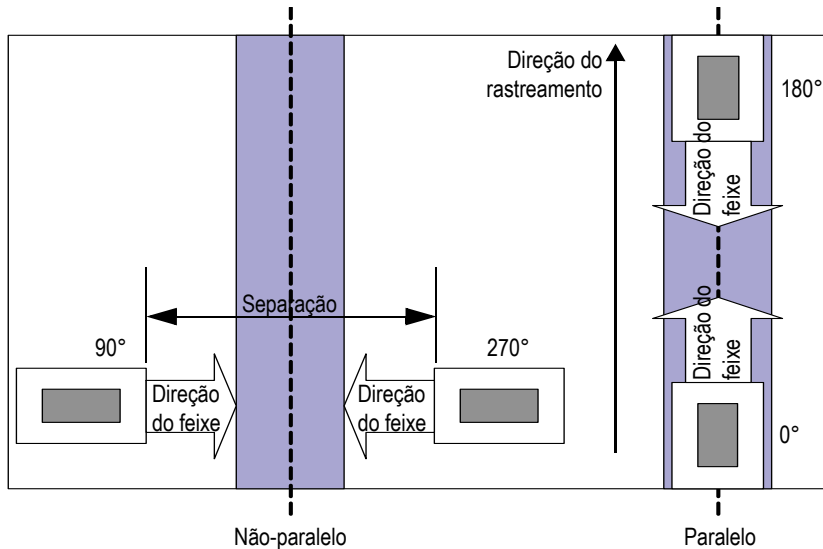 Direção do
rastreamento
180°
Direção do
feixe
Separação
90°
270°
Direção do
feixe
Direção
do feixe
Direção
do feixe
0°
Não-paralelo
Paralelo